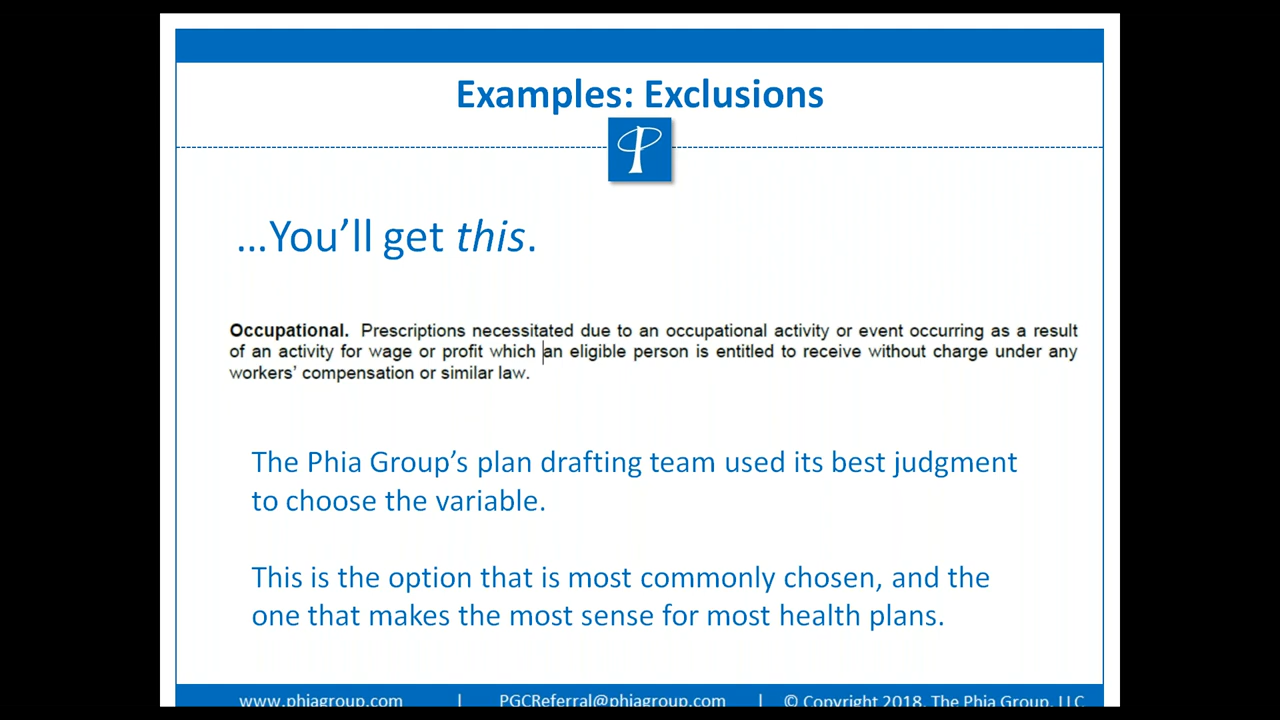 Examples: Exclusions
...You'll get this.
Occupational. Prescriptions necessitated due to an occupational activity or event occurring as a result
of an activity for wage or profit which an eligible person is entitled to receive without charge under any
workers' compensation or similar law.
The Phia Group's plan drafting team used its best judgment
to choose the variable.
This is the option that is most commonly chosen, and the
one that makes the most sense for most health plans.
www.phiagroup.com | PGCReferral@phiagroup.com | © Copyright 2018. The Phia Group, LLC